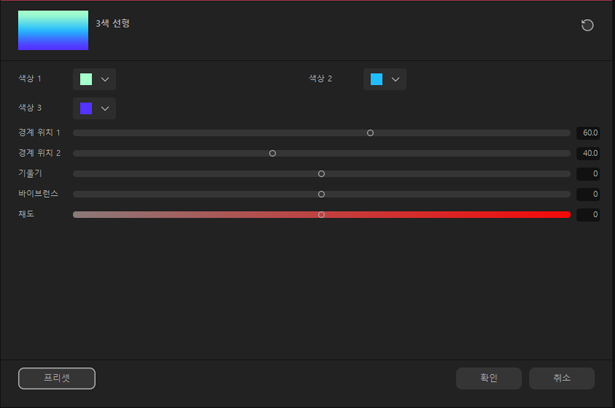 3색 선형
색상 1
색상 2
색상 3
경계 위치 1 60.0
경계 위치 2 40.0
기울기 0
바이브런스 0
채도 0
프리셋 확인 취소